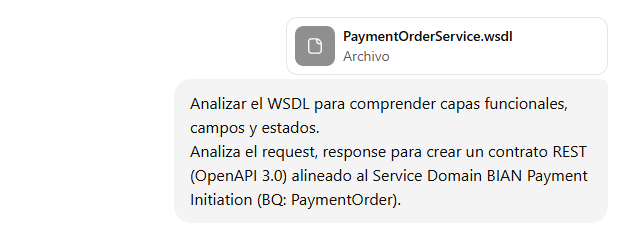 PaymentOrderService.wsdl
Archivo
Analizar el WSDL para comprender capas funcionales,
campos y estados.
Analiza el request, response para crear un contrato REST
(OpenAPI 3.0) alineado al Service Domain BIAN Payment
Initiation (BQ: PaymentOrder).